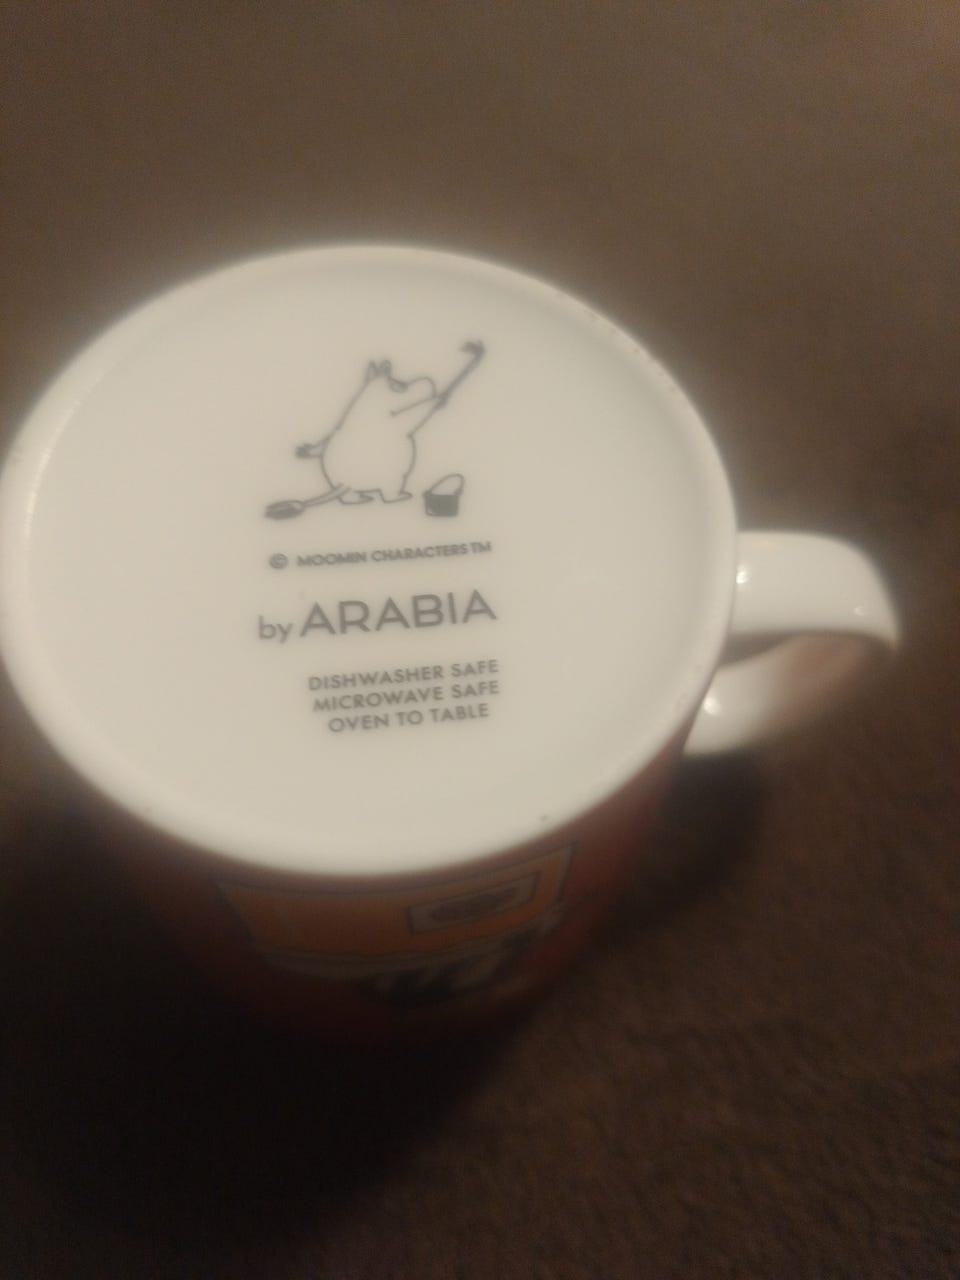 © MOOMIN CHARACTERS TM
by ARABIA
DISHWASHER SAFE
MICROWAVE SAFE
OVEN TO TABLE